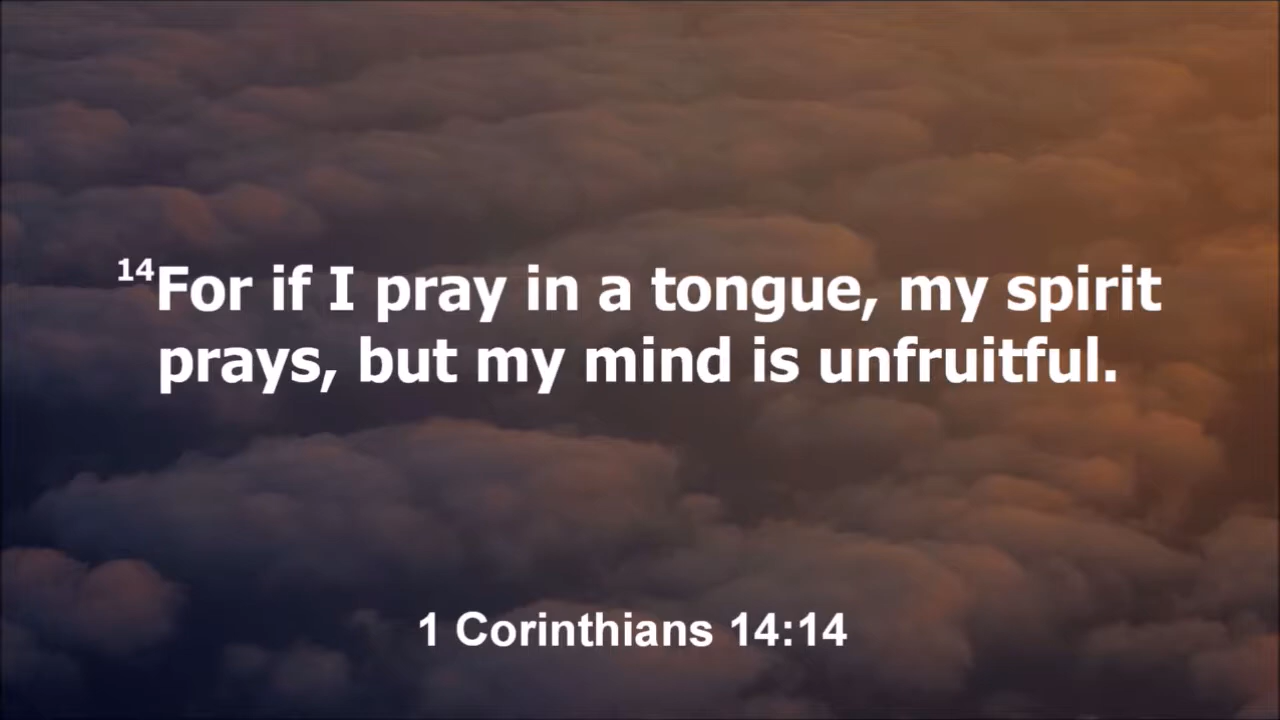 14For if I pray in a tongue, my spirit
prays, but my mind is unfruitful.
1 Corinthians 14:14